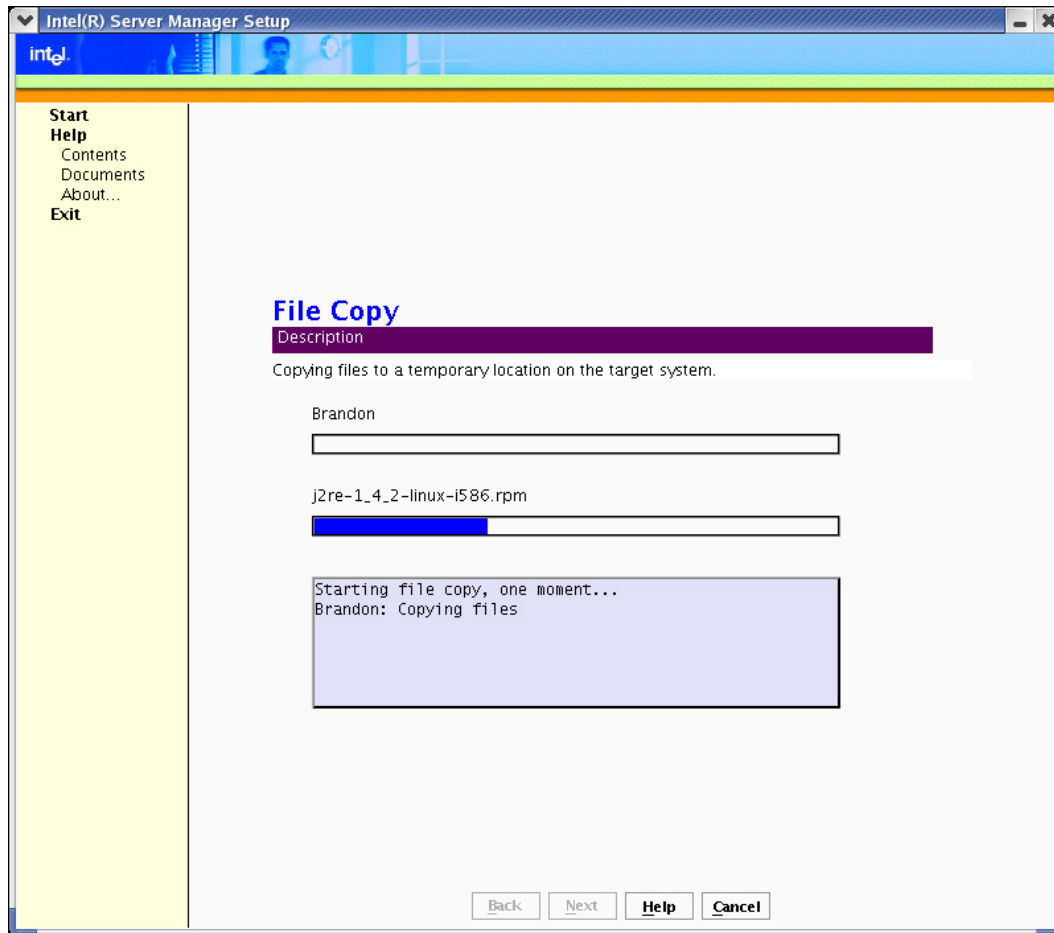 Intel(R) Server Manager Setup
intel.
Start
Help
Contents
Documents
About...
Exit
File Copy
Description
Copying files to a temporary location on the target system.
Brandon
j2re-1_4_2-linux-i586.rpm
Starting file copy, one moment...
Brandon: Copying files
Back Next Help Cancel